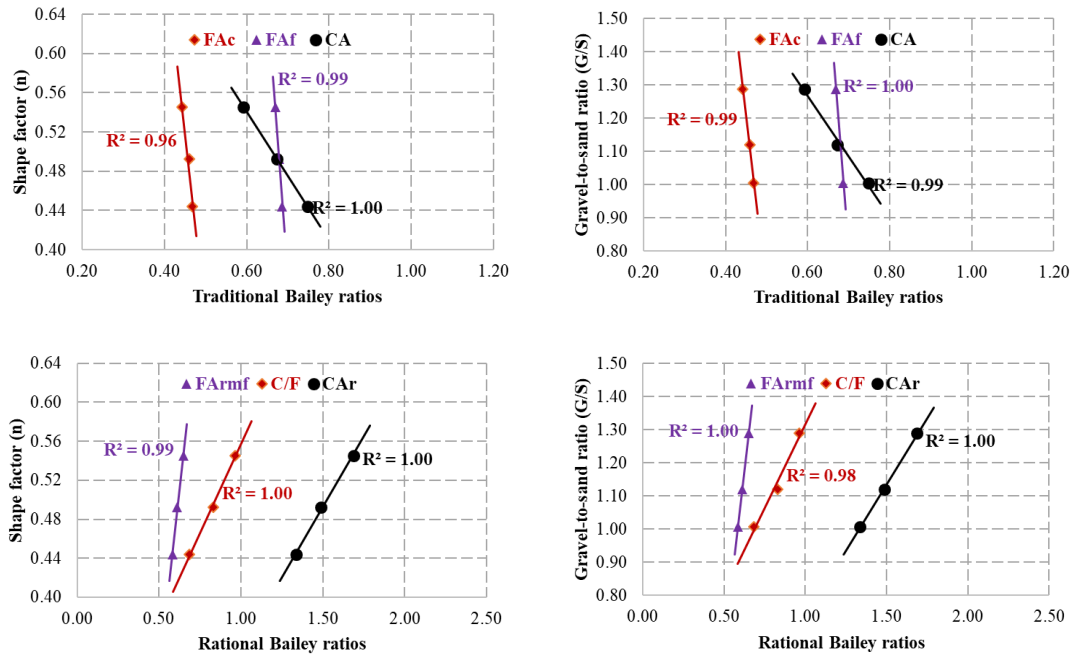 0.64
0.60
0.56
0.52
0.48
0.44
0.40
Shape factor (n)
FAc FAf CA
R² = 0.99
R² = 0.96
R² = 1.00
0.20 0.40 0.60 0.80 1.00 1.20
Traditional Bailey ratios
1.50
1.40
1.30
1.20
1.10
1.00
0.90
0.80
Gravel-to-sand ratio (G/S)
FAc FAf CA
R² = 1.00
R² = 0.99
R² = 0.99
0.20 0.40 0.60 0.80 1.00 1.20
Traditional Bailey ratios
0.64
0.60
0.56
0.52
0.48
0.44
0.40
Shape factor (n)
FArmf C/F CAr
R² = 0.99
R² = 1.00
R² = 1.00
0.00 0.50 1.00 1.50 2.00 2.50
Rational Bailey ratios
1.50
1.40
1.30
1.20
1.10
1.00
0.90
0.80
Gravel-to-sand ratio (G/S)
FArmf C/F CAr
R² = 1.00
R² = 1.00
R² = 0.98
0.00 0.50 1.00 1.50 2.00 2.50
Rational Bailey ratios